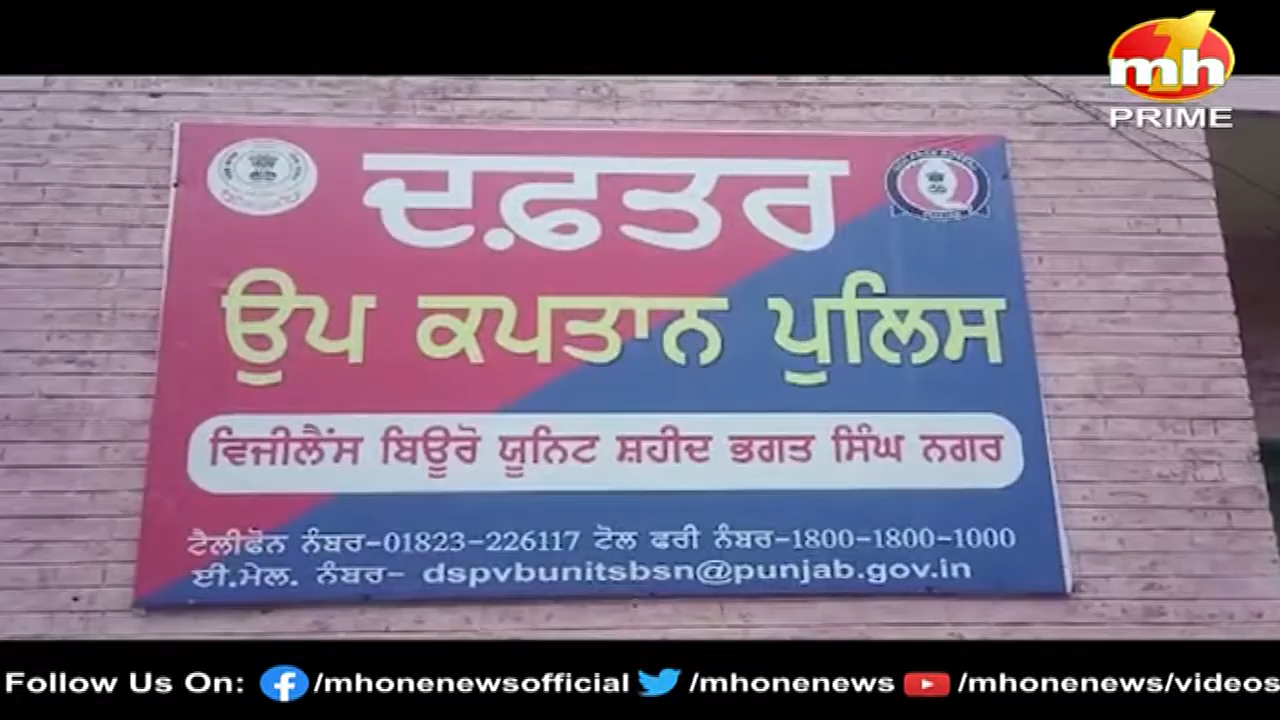 mh1
PRIME
ਦਫ਼ਤਰ
ਉਪ ਕਪਤਾਨ ਪੁਲਿਸ
ਵਿਜੀਲੈਂਸ ਬਿਊਰੋ ਯੂਨਿਟ ਸ਼ਹੀਦ ਭਗਤ ਸਿੰਘ ਨਗਰ
ਟੈਲੀਫੋਨ ਨੰਬਰ-01823-226117 ਟੋਲ ਫਰੀ ਨੰਬਰ-1800-1800-1000
ਈ.ਮੇਲ. ਨੰਬਰ- dspvbunitsbsn@punjab.gov.in
Follow Us On: /mhonenewsofficial /mhonenews /mhonenews/videos